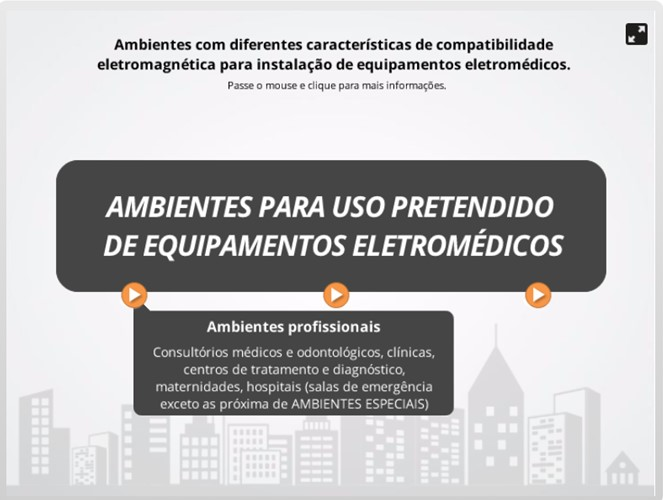 Ambientes com diferentes características de compatibilidade
eletromagnética para instalação de equipamentos eletromédicos.
Passe o mouse e clique para mais informações.
AMBIENTES PARA USO PRETENDIDO
DE EQUIPAMENTOS ELETROMÉDICOS
Ambientes profissionais
Consultórios médicos e odontológicos, clínicas,
centros de tratamento e diagnóstico,
maternidades, hospitais (salas de emergência
exceto as próxima de AMBIENTES ESPECIAIS)